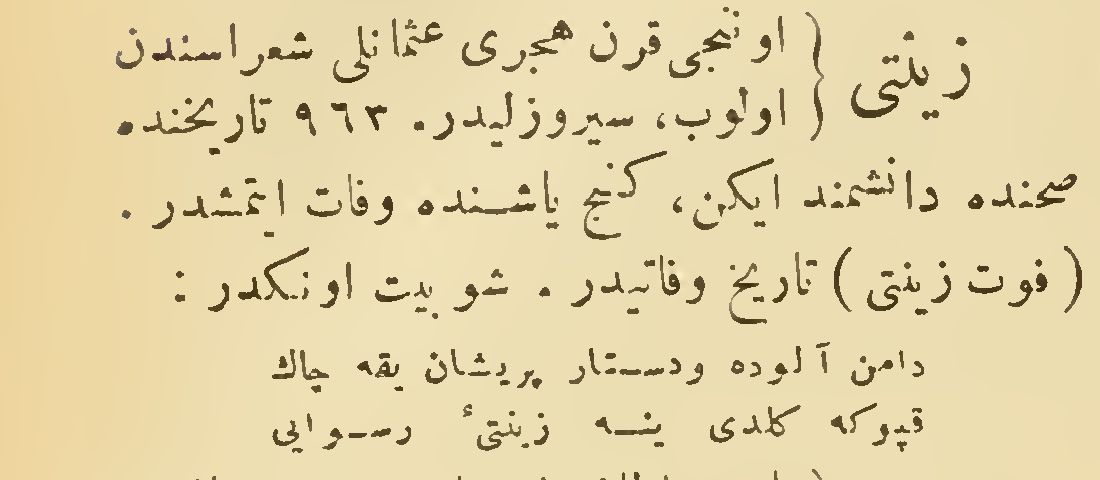 زینتی { اوننجی قرن هجری عثمانلی شعراسندن
اولوب، سیروزلیدر. ٩٦٣ تاریخنده
صحنده دانشمند ایکن، کنج یاشنده وفات ایتمشدر.
(فوت زینتی) تاریخ وفاتیدر. شو بیت اونکدر:
دامن آلوده ودستار پریشان یقه چاك
قپوکه کلدی ینه زینتیٔ رسوایی